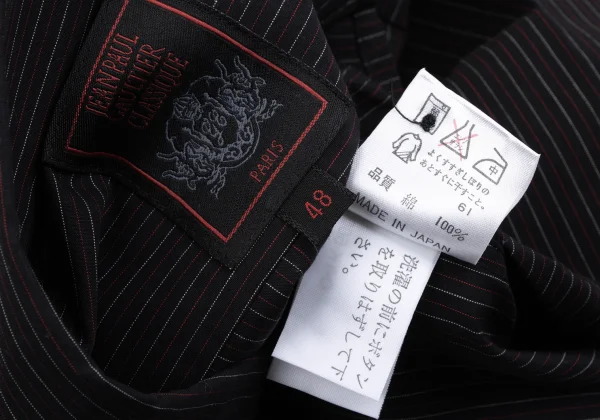 JEAN PAUL
GAULTIER
CLASSIQUE
PARIS
48
中
よくすすぎしぼりの
あとすぐに干すこと。
61
品質 綿 100%
MADE IN JAPAN
洗濯の前にボタン
を取りはずして下
さい。